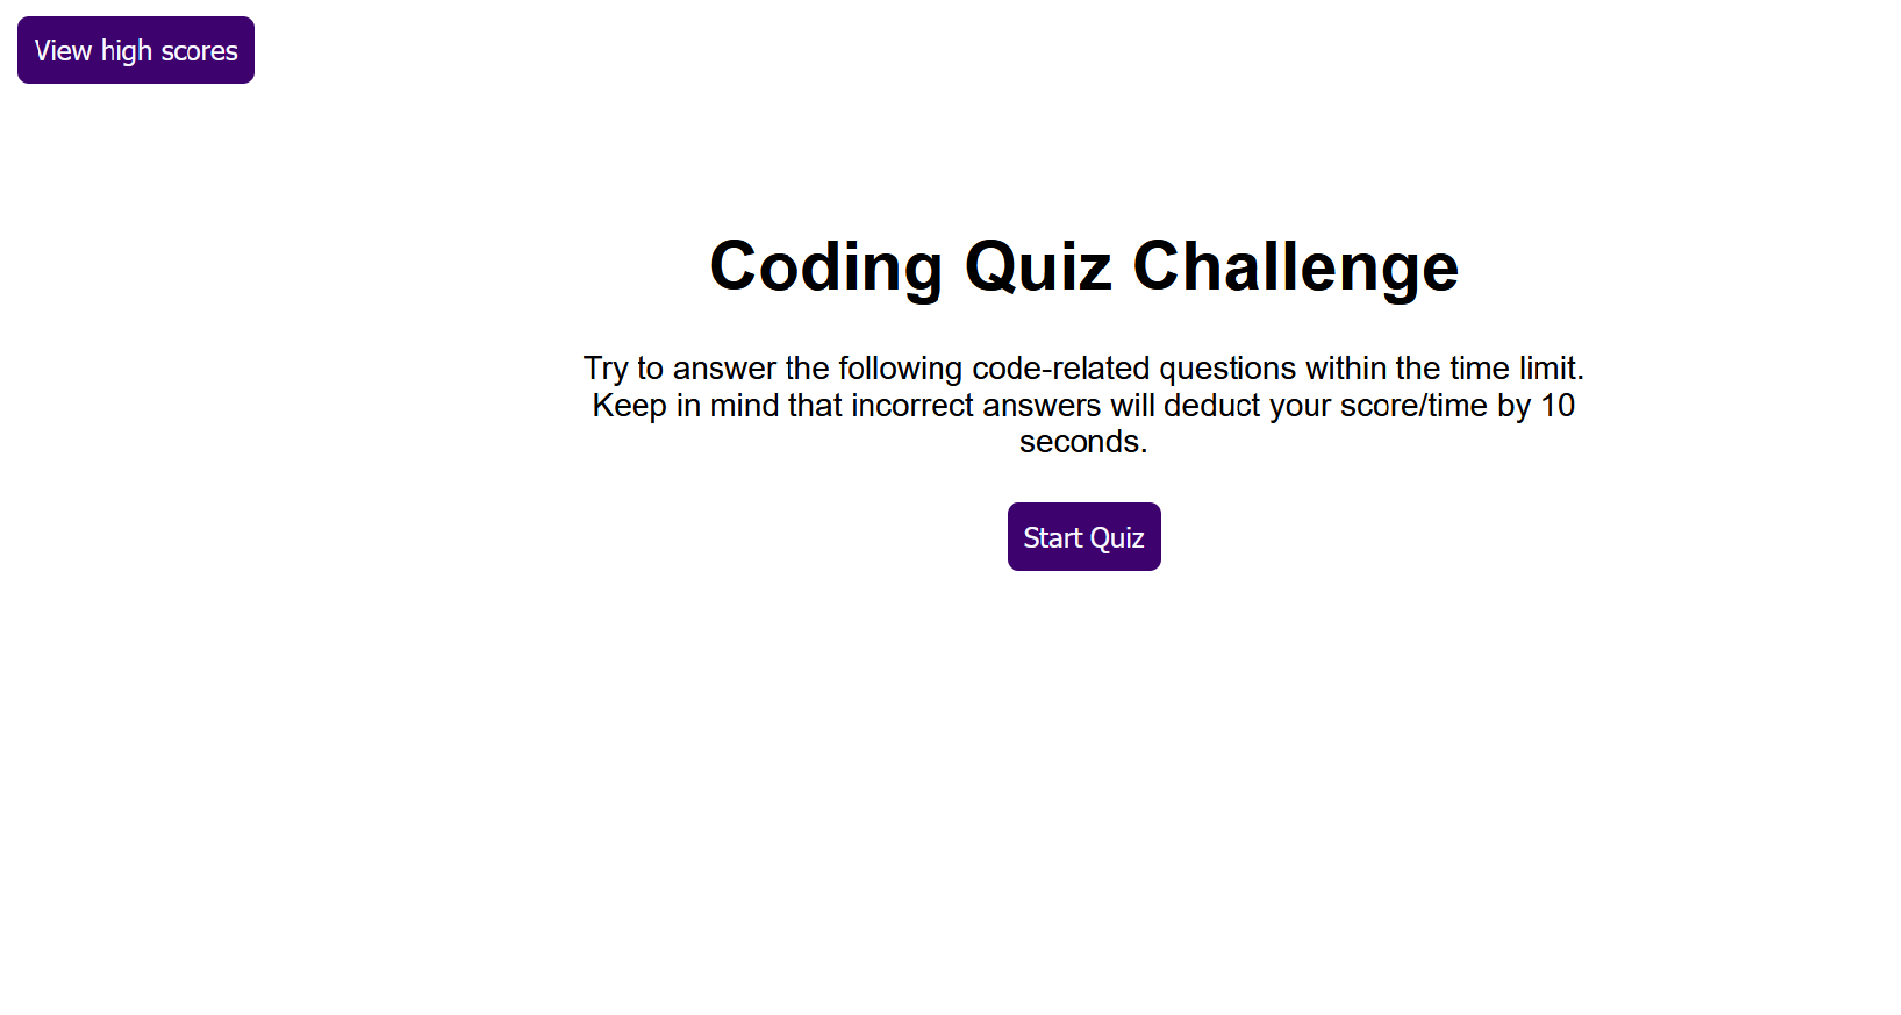 View high scores
Coding Quiz Challenge
Try to answer the following code-related questions within the time limit.
Keep in mind that incorrect answers will deduct your score/time by 10
seconds.
Start Quiz